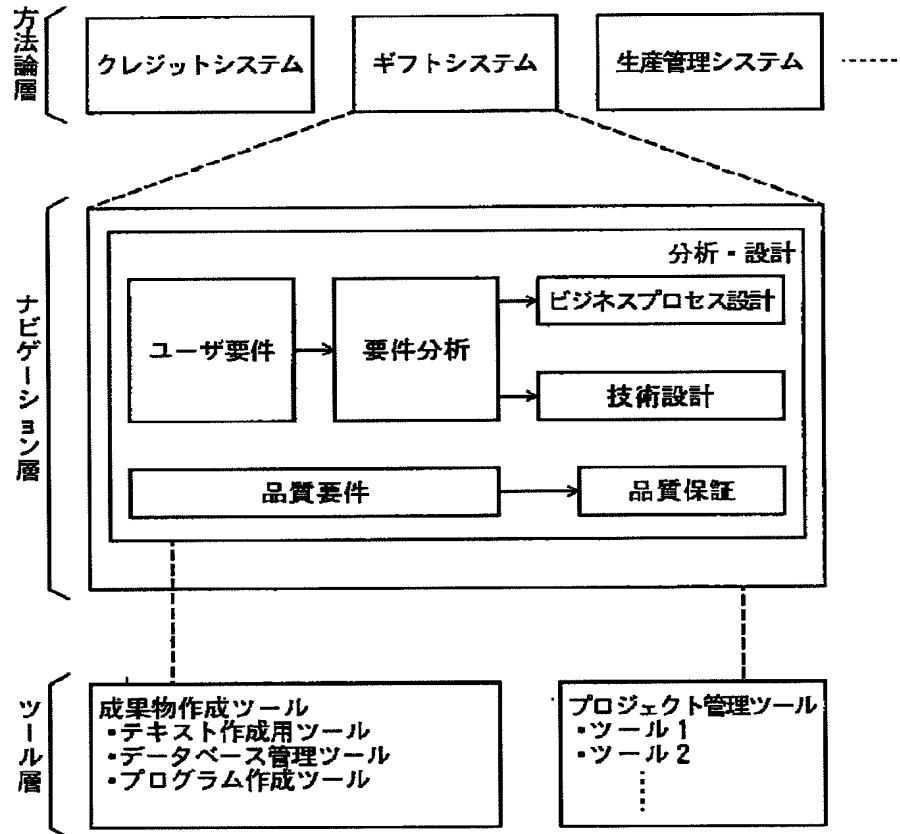 方法論層
クレジットシステム
ギフトシステム
生産管理システム
ナビゲーション層
分析・設計
ユーザ要件
要件分析
ビジネスプロセス設計
技術設計
品質要件
品質保証
ツール層
成果物作成ツール
・テキスト作成用ツール
・データベース管理ツール
・プログラム作成ツール
プロジェクト管理ツール
・ツール1
・ツール2